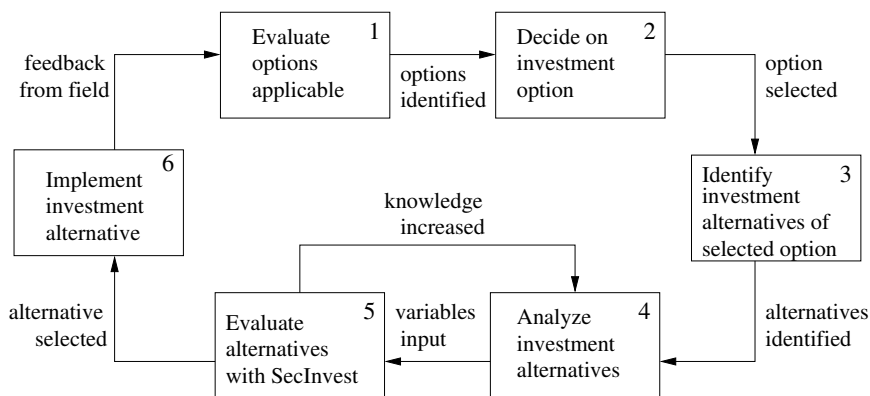 1
Evaluate
options
applicable
options
identified
2
Decide on
investment
option
option
selected
3
Identify
investment
alternatives of
selected option
alternatives
identified
4
Analyze
investment
alternatives
variables
input
knowledge
increased
5
Evaluate
alternatives
with SecInvest
alternative
selected
6
Implement
investment
alternative
feedback
from field